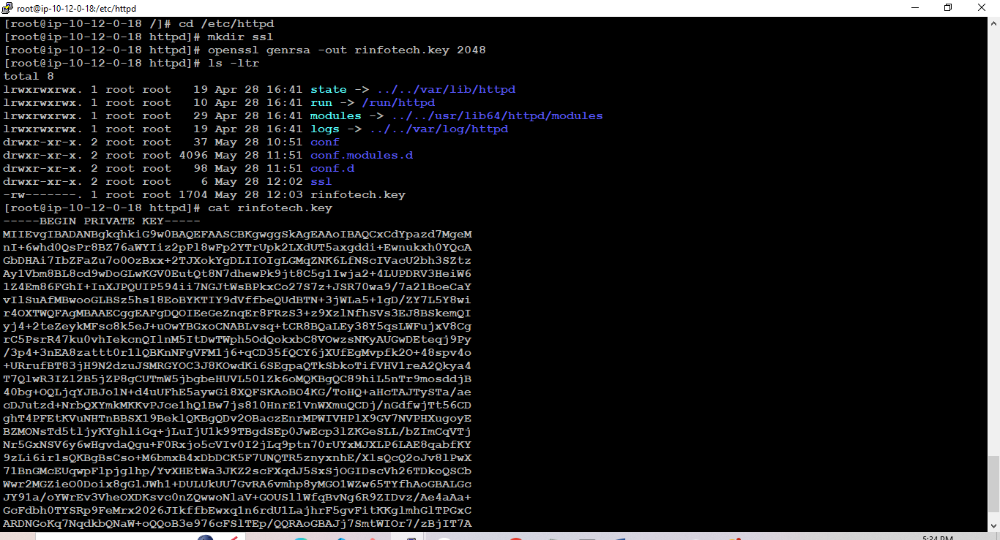 root@ip-10-12-0-18:/etc/httpd
[root@ip-10-12-0-18 /]# cd /etc/httpd
[root@ip-10-12-0-18 httpd]# mkdir ssl
[root@ip-10-12-0-18 httpd]# openssl genrsa -out rinfotech.key 2048
[root@ip-10-12-0-18 httpd]# ls -ltr
total 8
lrwxrwxrwx. 1 root root   19 Apr 28 16:41 state -> ../../var/lib/httpd
lrwxrwxrwx. 1 root root   10 Apr 28 16:41 run -> /run/httpd
lrwxrwxrwx. 1 root root   29 Apr 28 16:41 modules -> ../../usr/lib64/httpd/modules
lrwxrwxrwx. 1 root root   19 Apr 28 16:41 logs -> ../../var/log/httpd
drwxr-xr-x. 2 root root   37 May 28 10:51 conf
drwxr-xr-x. 2 root root 4096 May 28 11:51 conf.modules.d
drwxr-xr-x. 2 root root   98 May 28 11:51 conf.d
drwxr-xr-x. 2 root root    6 May 28 12:02 ssl
-rw-------. 1 root root 1704 May 28 12:03 rinfotech.key
[root@ip-10-12-0-18 httpd]# cat rinfotech.key
-----BEGIN PRIVATE KEY-----
MIIEvgIBADANBgkqhkiG9w0BAQEFAASCBKgwggSkAgEAAoIBAQCxCdYpazd7MgeM
nI+6whd0QsPr8BZ76aWYIiz2pPl8wFp2YTrUpk2LXdUT5axgddi+Ewnukxh0YQcA
GbDHAi7IbZFaZu7o0OzBxx+2TJXokYgDLIIOIgLGMqZNK6LfNScIVacU2bh3SZtz
Ay1Vbm8BL8cd9wDoGLwKGV0EutQt8N7dhewPk9jt8C5g1Iwja2+4LUPDRV3HeiW6
1Z4Em86FGhI+InXJPQUIP594ii7NGJtWsBPkxCo27S7z+JSR70wa9/7a21BoeCaY
vIlSuAfMBwooGLBSz5hs18EoBYKTIY9dVffbeQUdBTN+3jWLa5+1gD/ZY7L5Y8wi
r4OXTWQFAgMBAAECggEAFgDQOIEeGeZnqEr8FRzS3+z9XzlNfhSVs3EJ8BSkemQI
yj4+2teZeykMFsc8k5eJ+uOwYBGxoCNABLvsq+tCR8BQaLEy38Y5qsLWFujxV8Cg
rC5PsrR47ku0vhIekcnQIlnM5ItDwTWph5OdQokxbC8VOwzsNKyAUGwDEteqj9Py
/3p4+3nEA8zattt0r1lQBKnNFgVFM1j6+qCD35fQCY6jXUfEgMvpfk2O+48spv4o
+URrufBT83jH9N2dzuJSMRGYOC3J8KOwdKi6SEgpaQTkSbkoTifVHV1reA2Qkya4
T7QlwR3IZl2B5jZP8gCUTmW5jbgbeHUVL50lZk6oMQKBgQC89hiL5nTr9mosddjB
40bg+OQLjqYJBJo1N+d4uUFhE5aywGi8XQFSKAoBO4KG/ToHQ+aHcTAJTySTa/ae
cDJutzd+NrbQXYmkMKKvPJce1hQ1Bw7js810HnrE1VnWXmuQCDj/nGdfwjTt56CD
ghT4PFEtKVuNHTnBBSX19BeklQKBgQDv2OBaczEnrMPWIVHPlX9GV7NVPHXugoyE
BZMONsTd5tljyKYghliGq+jLuIjU1k99TBgdSEp0JwEcp3lZKGeSLL/bZImCqVTj
Nr5GxNSV6y6wHgvdaQgu+F0Rxjo5cVIv0I2jLq9ptn70rUYxMJXLP6LAE8qabfKY
9zLi6ir1sQKBgBsCso+M6bmxB4xDbDCK5F7UNQTR5znyxnhE/XlsQcQ2oJv8lPwX
71BnGMcEUqwpFlpjglhp/YvXHEtWa3JKZ2scFXqdJ5SxSjOGIDscVh26TDkoQSCb
Wwr2MGZieO0Doix8gGlJWh1+DULUkUU7GvRA6vmhp8yMGO1WZw65TYfhAoGBALGc
JY91a/oYWrEv3VheOXDKsvc0nZQwwoNlaV+GOUSllWfqBvNg6R9ZIDvz/Ae4aAa+
GcFdbh0TYSRp9FeMrx2026JIkffbEwxq1n6rdU1LajhrF5gvFitKKglmhGlTPGxC
ARDNGoKq7NqdkbQNaW+oQQoB3e976cFSlTEp/QQRAoGBAJj7SmtWIOr7/zBjIT7A